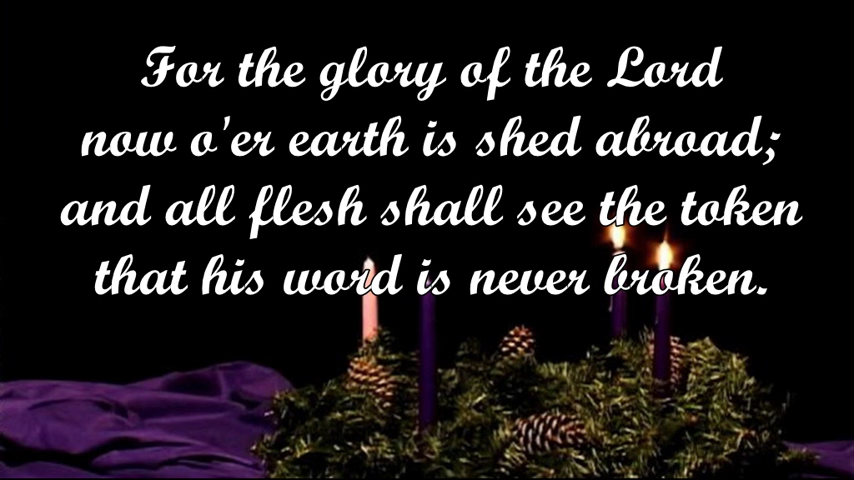 For the glory of the Lord
now o'er earth is shed abroad;
and all flesh shall see the token
that his word is never broken.